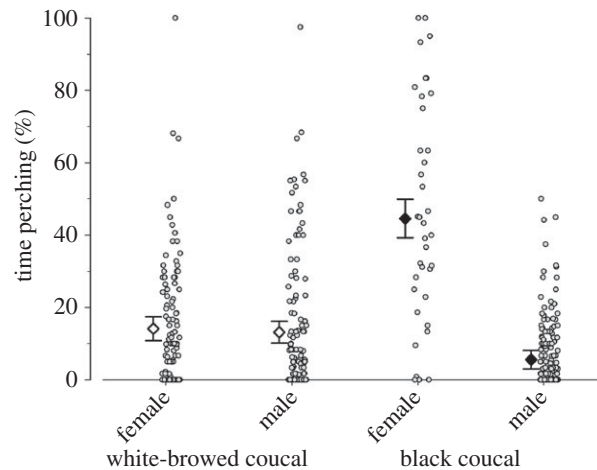 100
80
60
40
20
0
time perching (%)
female
male
female
male
white-browed coucal
black coucal